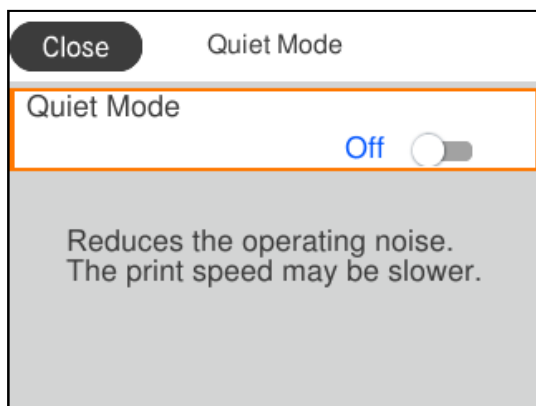 Close Quiet Mode
Quiet Mode
Off
Reduces the operating noise.
The print speed may be slower.